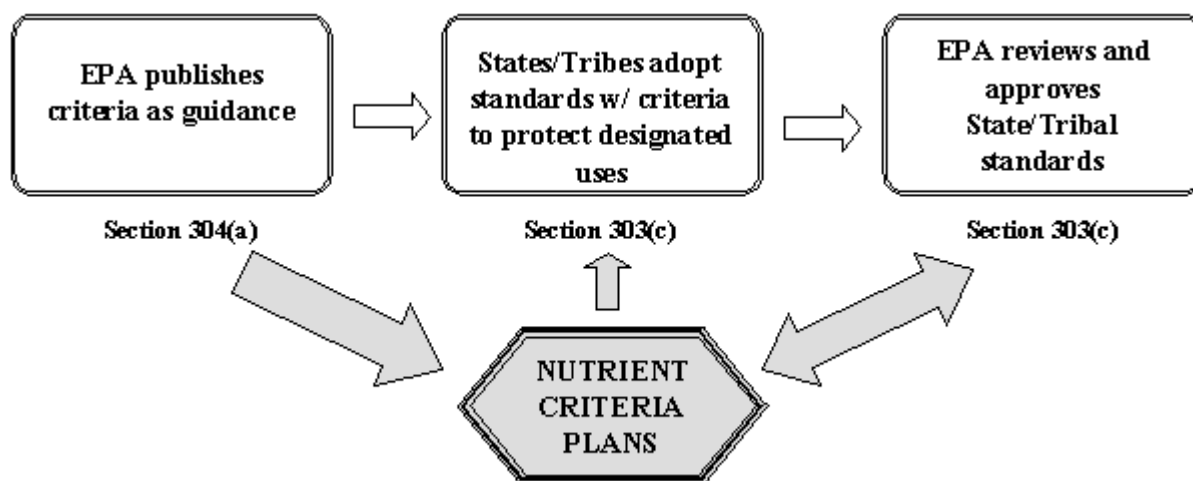 EPA publishes
criteria as guidance
States/Tribes adopt
standards w/ criteria
to protect designated
uses
EPA reviews and
approves
State/Tribal
standards
Section 304(a)
Section 303(c)
Section 303(c)
NUTRIENT
CRITERIA
PLANS